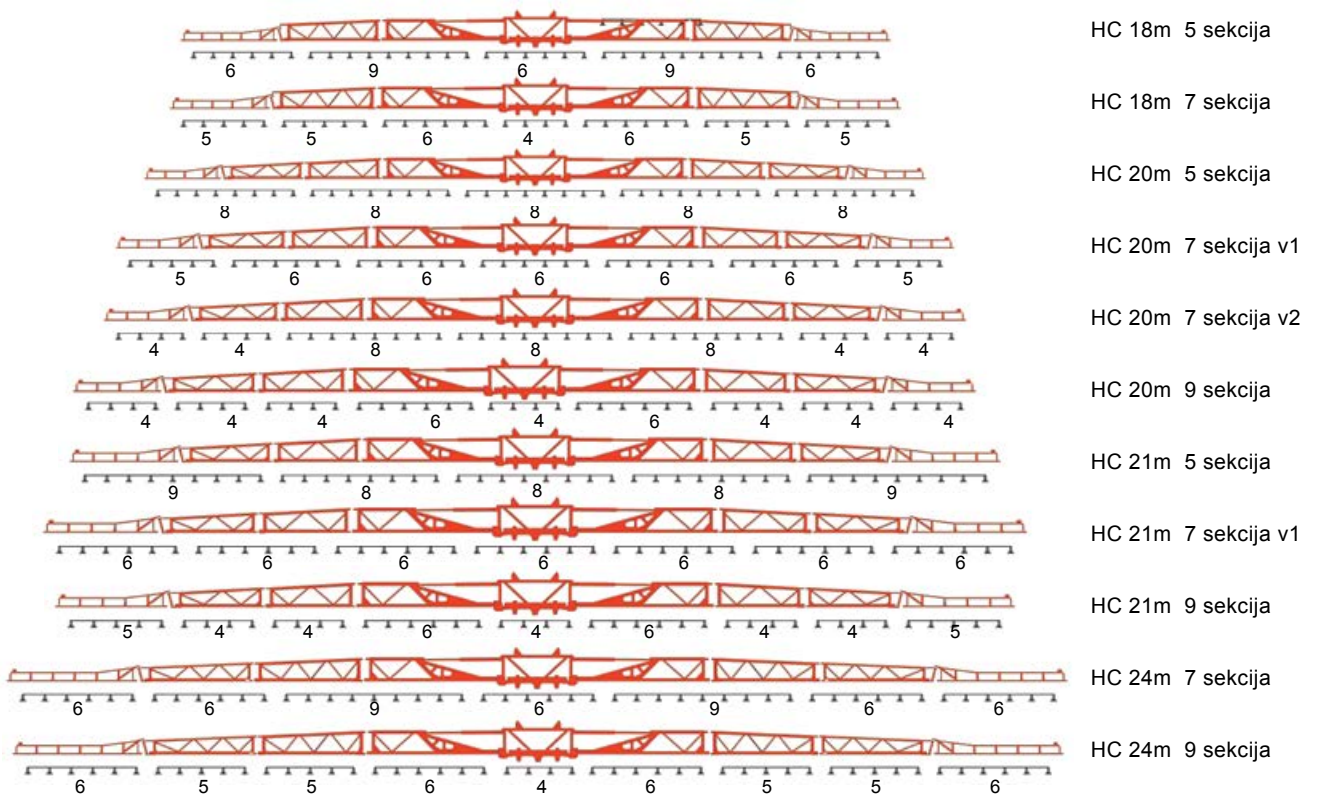 HC 18m 5 sekcija
6 9 6 9 6
HC 18m 7 sekcija
5 5 6 4 6 5 5
HC 20m 5 sekcija
8 8 8 8 8
HC 20m 7 sekcija v1
5 6 6 6 6 6 5
HC 20m 7 sekcija v2
4 4 8 8 8 4 4
HC 20m 9 sekcija
4 4 4 6 4 6 4 4 4
HC 21m 5 sekcija
9 8 8 8 9
HC 21m 7 sekcija v1
6 6 6 6 6 6 6
HC 21m 9 sekcija
5 4 4 6 4 6 4 4 5
HC 24m 7 sekcija
6 6 9 6 9 6 6
HC 24m 9 sekcija
6 5 5 6 4 6 5 5 6